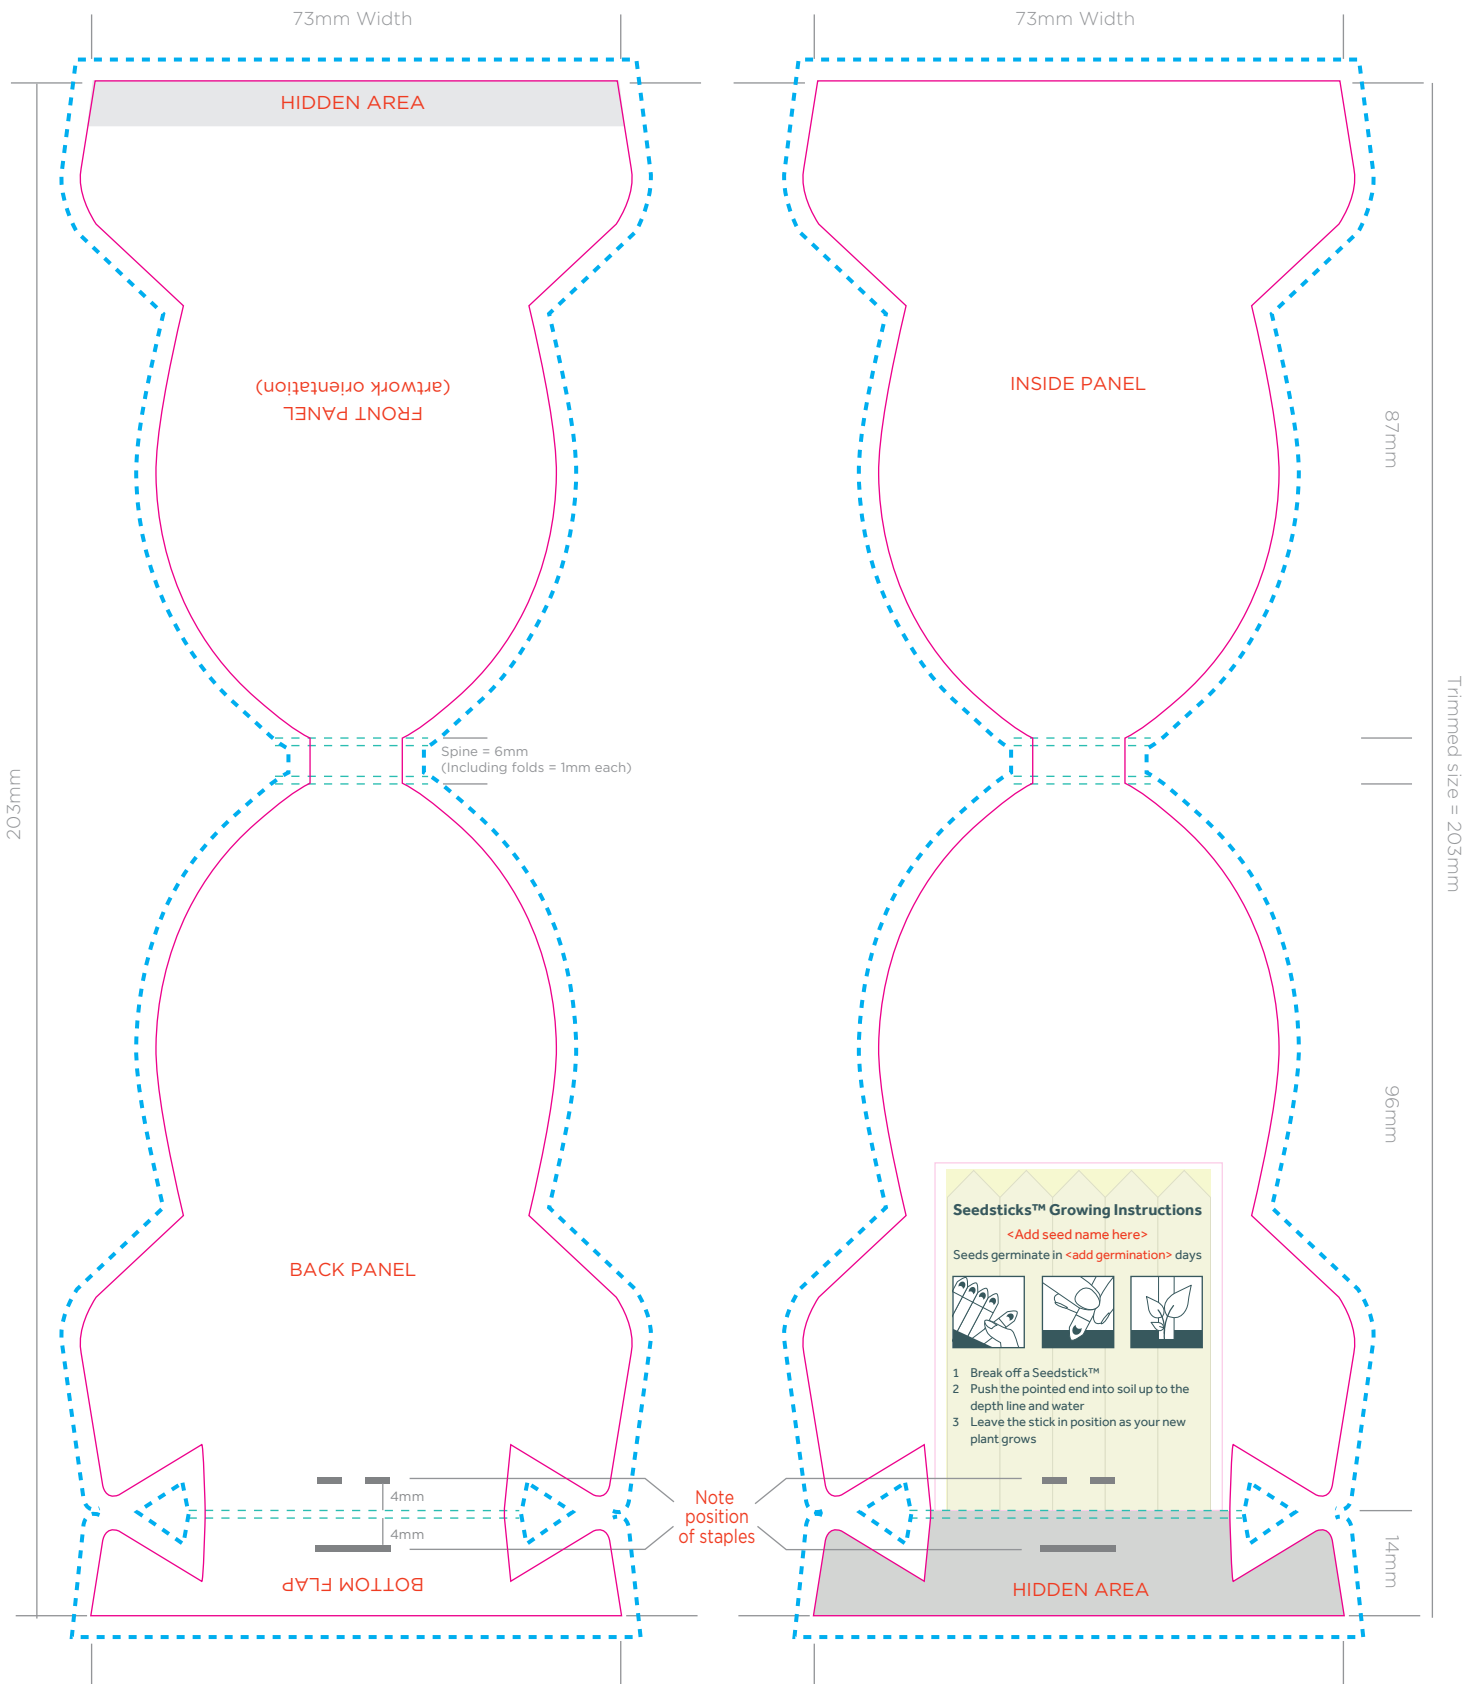 73mm Width
73mm Width
HIDDEN AREA
FRONT PANEL
(artwork orientation)
INSIDE PANEL
87mm
Spine = 6mm
(Including folds = 1mm each)
203mm
Trimmed size = 203mm
96mm
BACK PANEL
Seedsticks™ Growing Instructions
<Add seed name here>
Seeds germinate in <add germination> days
1 Break off a Seedstick™
2 Push the pointed end into soil up to the
depth line and water
3 Leave the stick in position as your new
plant grows
4mm
4mm
Note
position
of staples
BOTTOM FLAP
HIDDEN AREA
14mm